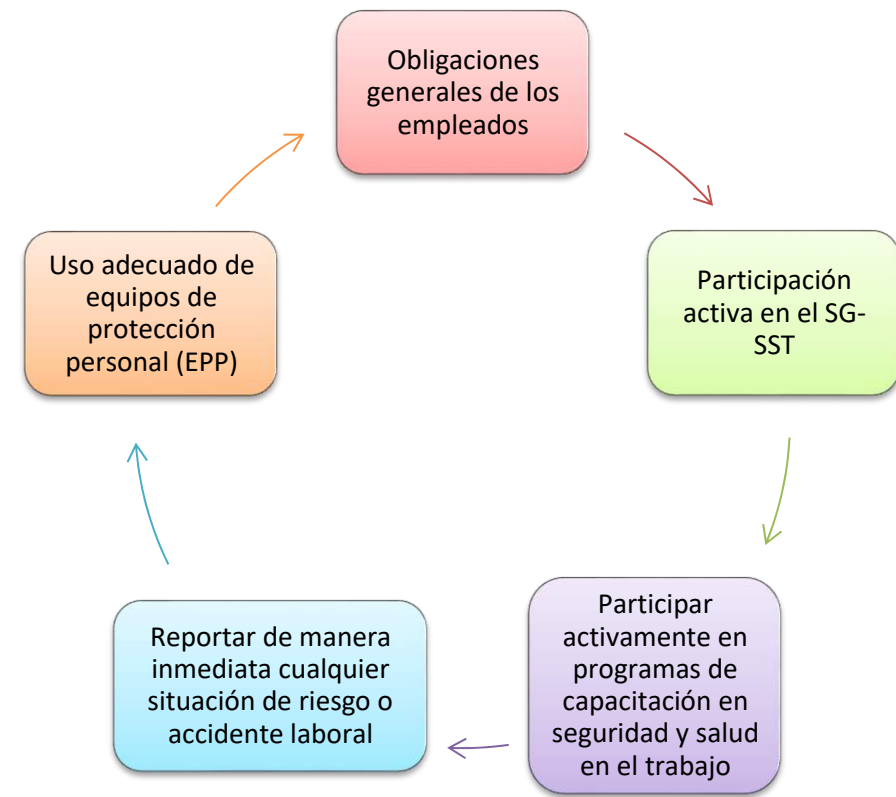 Obligaciones
generales de los
empleados
Participación
activa en el SG-
SST
Participar
activamente en
programas de
capacitación en
seguridad y salud
en el trabajo
Reportar de manera
inmediata cualquier
situación de riesgo o
accidente laboral
Uso adecuado de
equipos de
protección
personal (EPP)